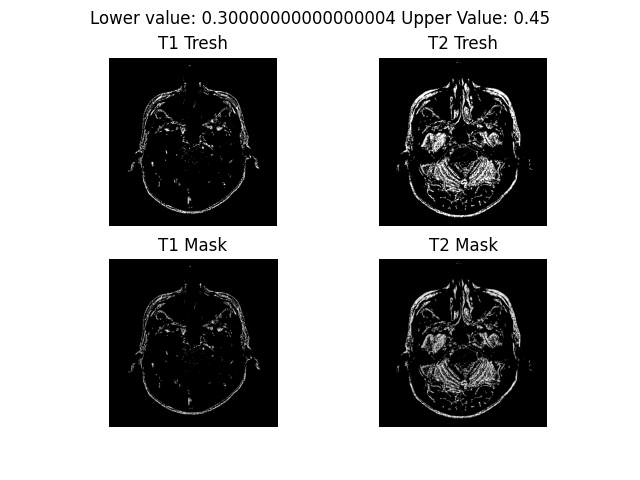 Lower value: 0.30000000000000004 Upper Value: 0.45
T1 Tresh
T2 Tresh
T1 Mask
T2 Mask